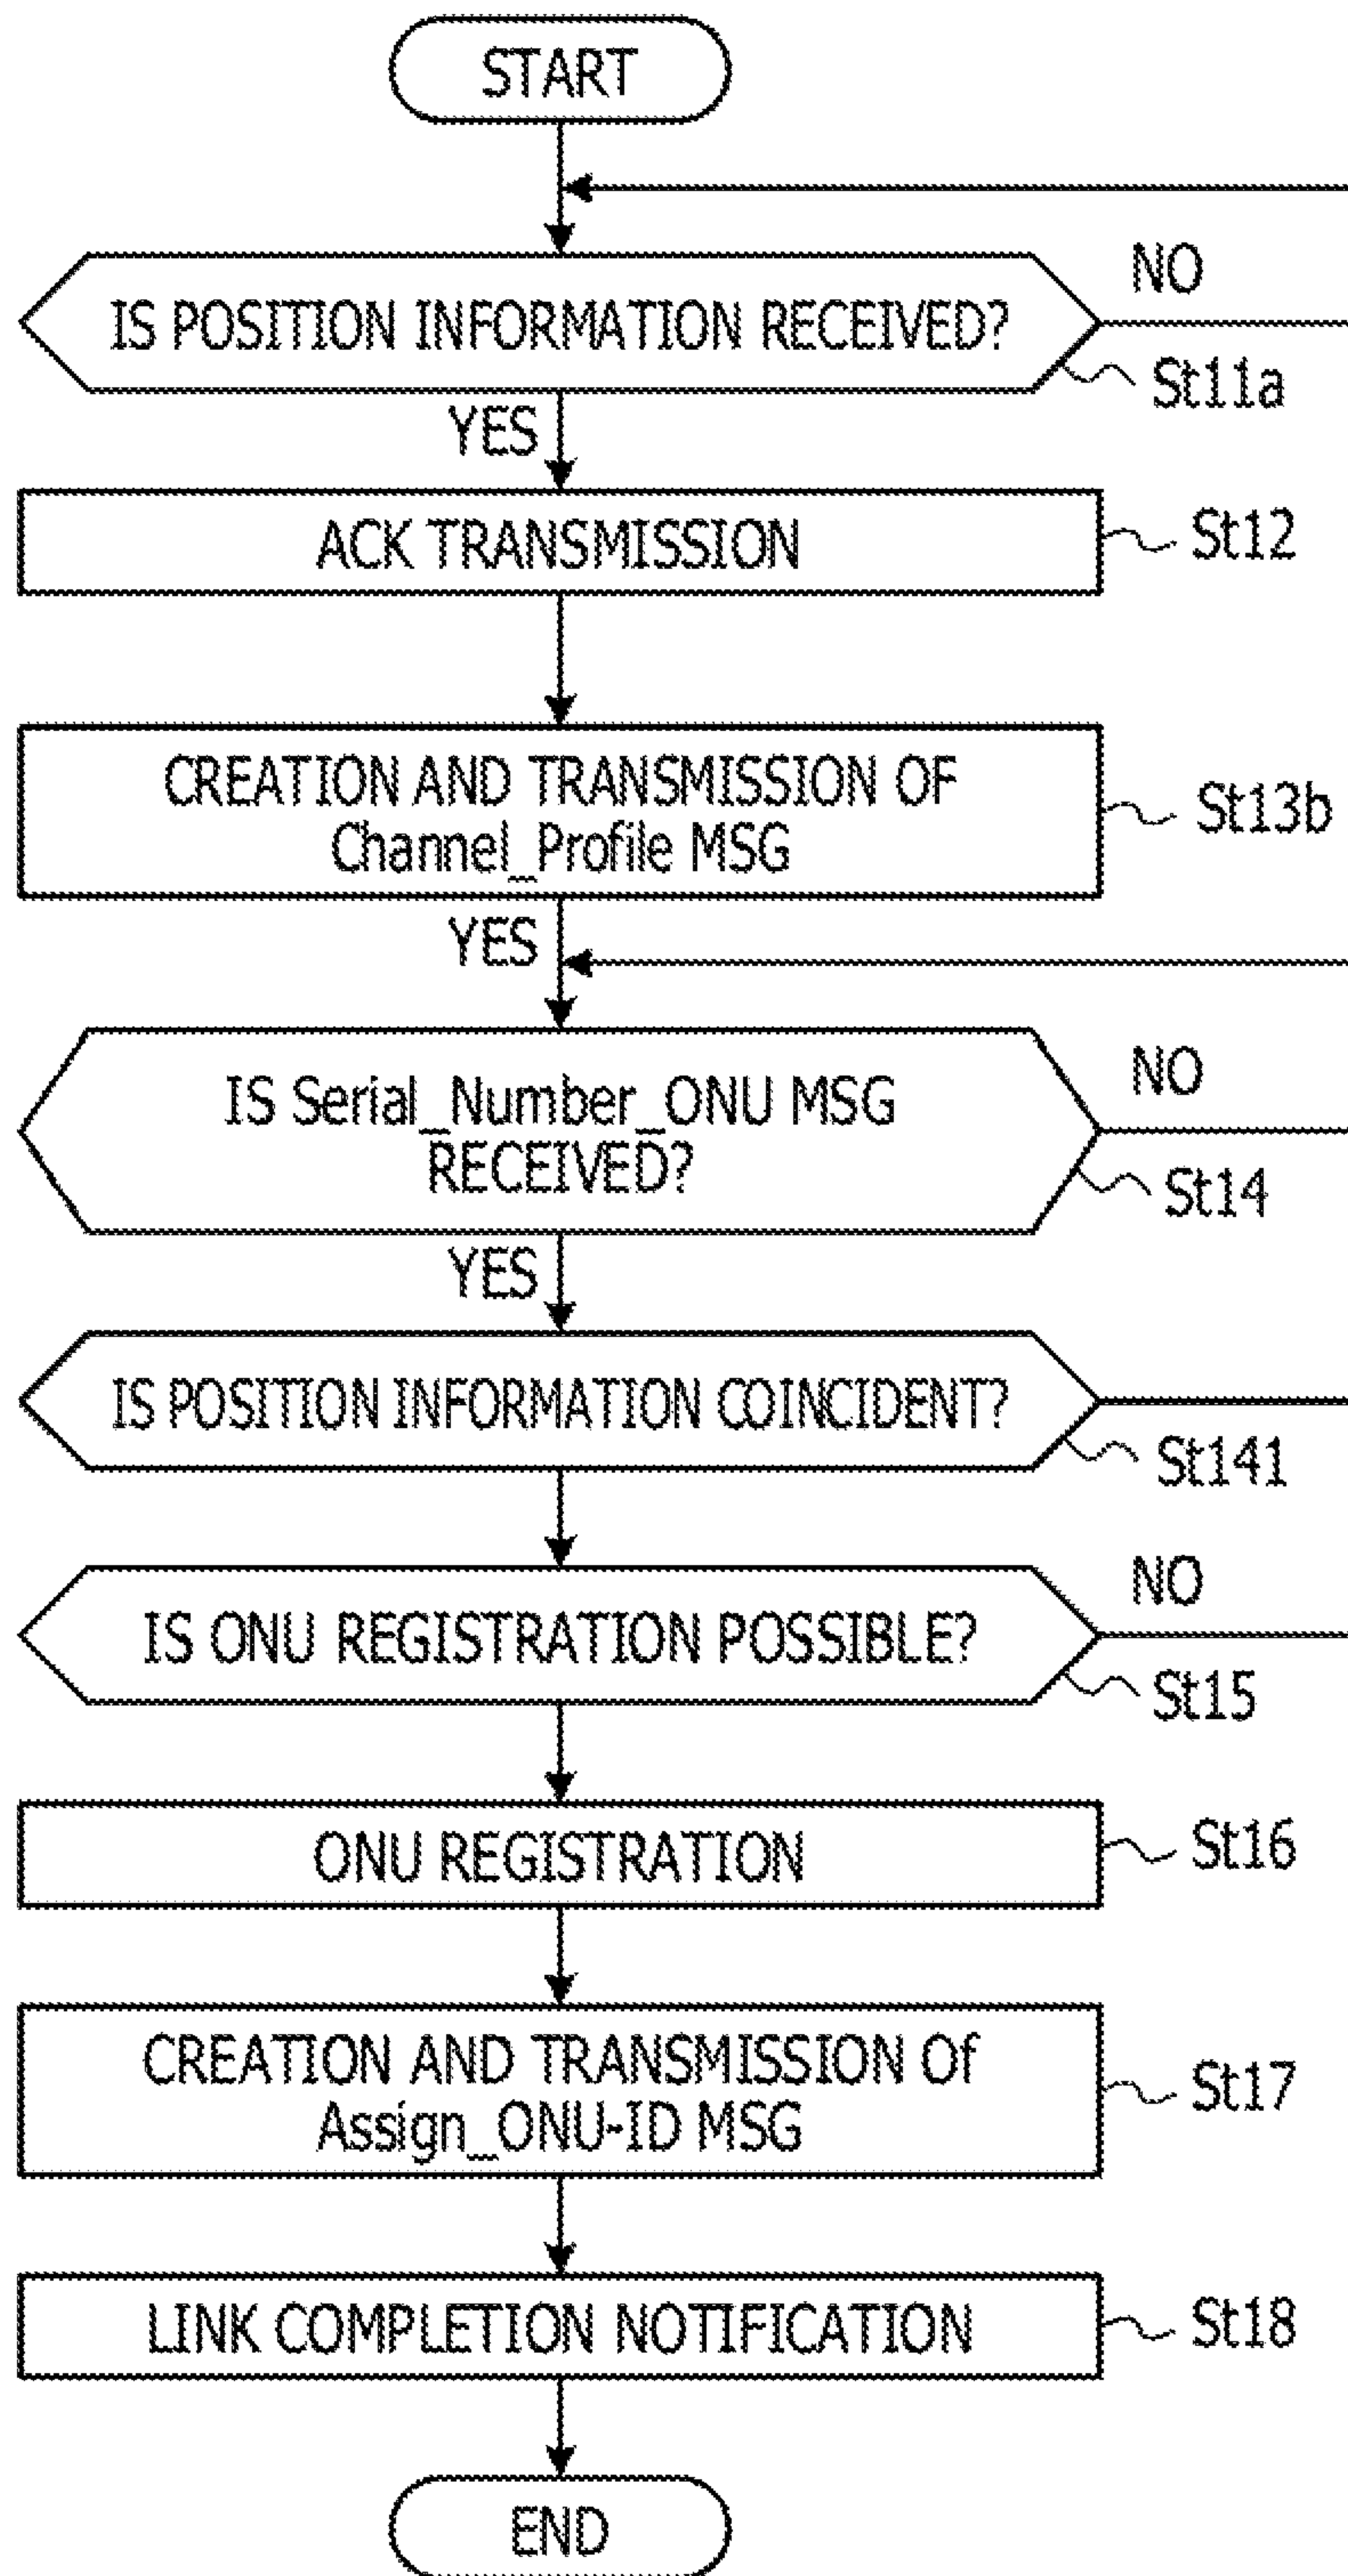 START
NO
IS POSITION INFORMATION RECEIVED?
St11a
YES
ACK TRANSMISSION
St12
CREATION AND TRANSMISSION OF
Channel_Profile MSG
St13b
YES
NO
IS Serial_Number_ONU MSG
RECEIVED?
St14
YES
IS POSITION INFORMATION COINCIDENT?
St141
NO
IS ONU REGISTRATION POSSIBLE?
St15
ONU REGISTRATION
St16
CREATION AND TRANSMISSION Of
Assign_ONU-ID MSG
St17
LINK COMPLETION NOTIFICATION
St18
END